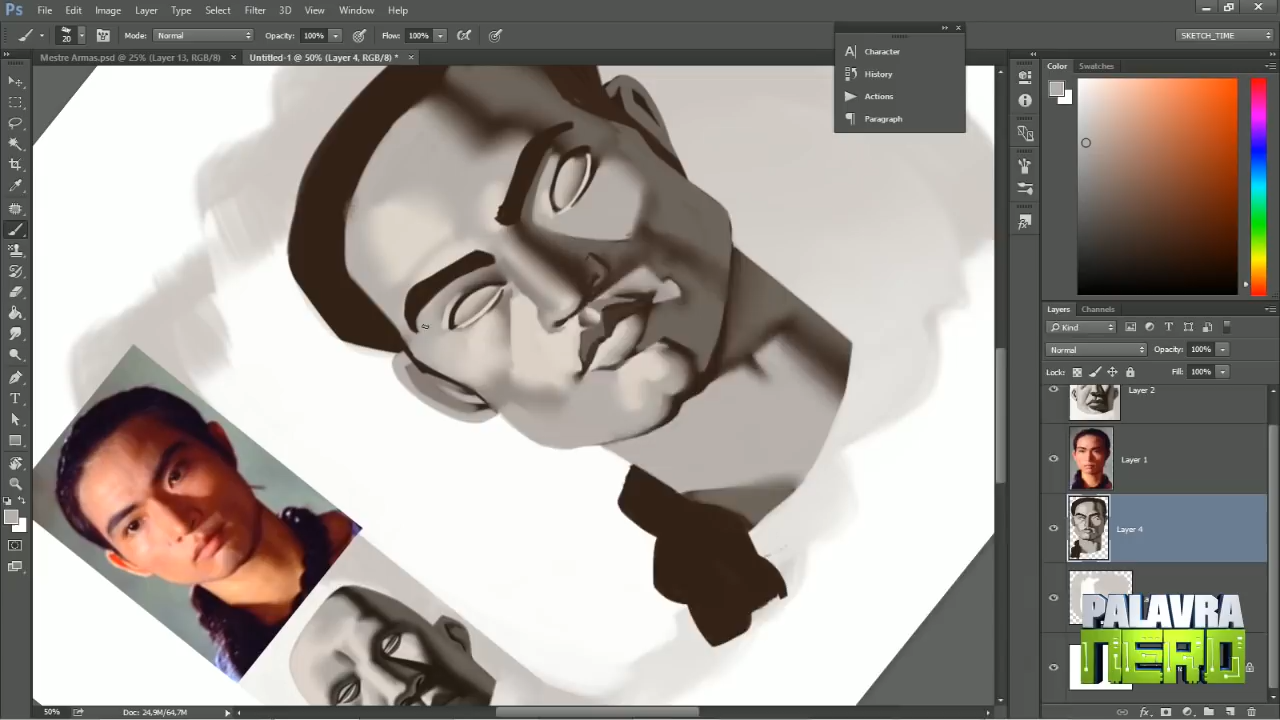 Ps File Edit Image Layer Type Select Filter 3D View Window Help
20 Mode: Normal Opacity: 100% Flow: 100% SKETCH_TIME
Mestre Armas.psd @ 25% (Layer 13, RGB/8) × Untitled-1 @ 50% (Layer 4, RGB/8) * ×
Character
History
Actions
Paragraph
Color Swatches
Layers Channels
Kind
Normal Opacity: 100%
Lock: Fill: 100%
Layer 2
Layer 1
Layer 4
PALAVRA
NERD
50% Doc: 24,9M/64,7M